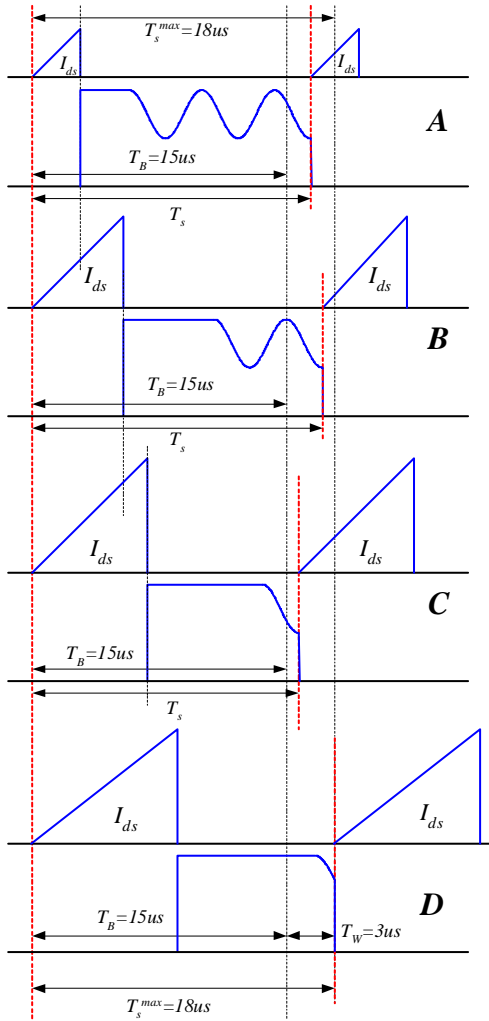 T_s^max=18us
I_ds
I_ds
A
T_B=15us
T_s
I_ds
I_ds
B
T_B=15us
T_s
I_ds
I_ds
C
T_B=15us
T_s
I_ds
I_ds
D
T_B=15us
T_W=3us
T_s^max=18us